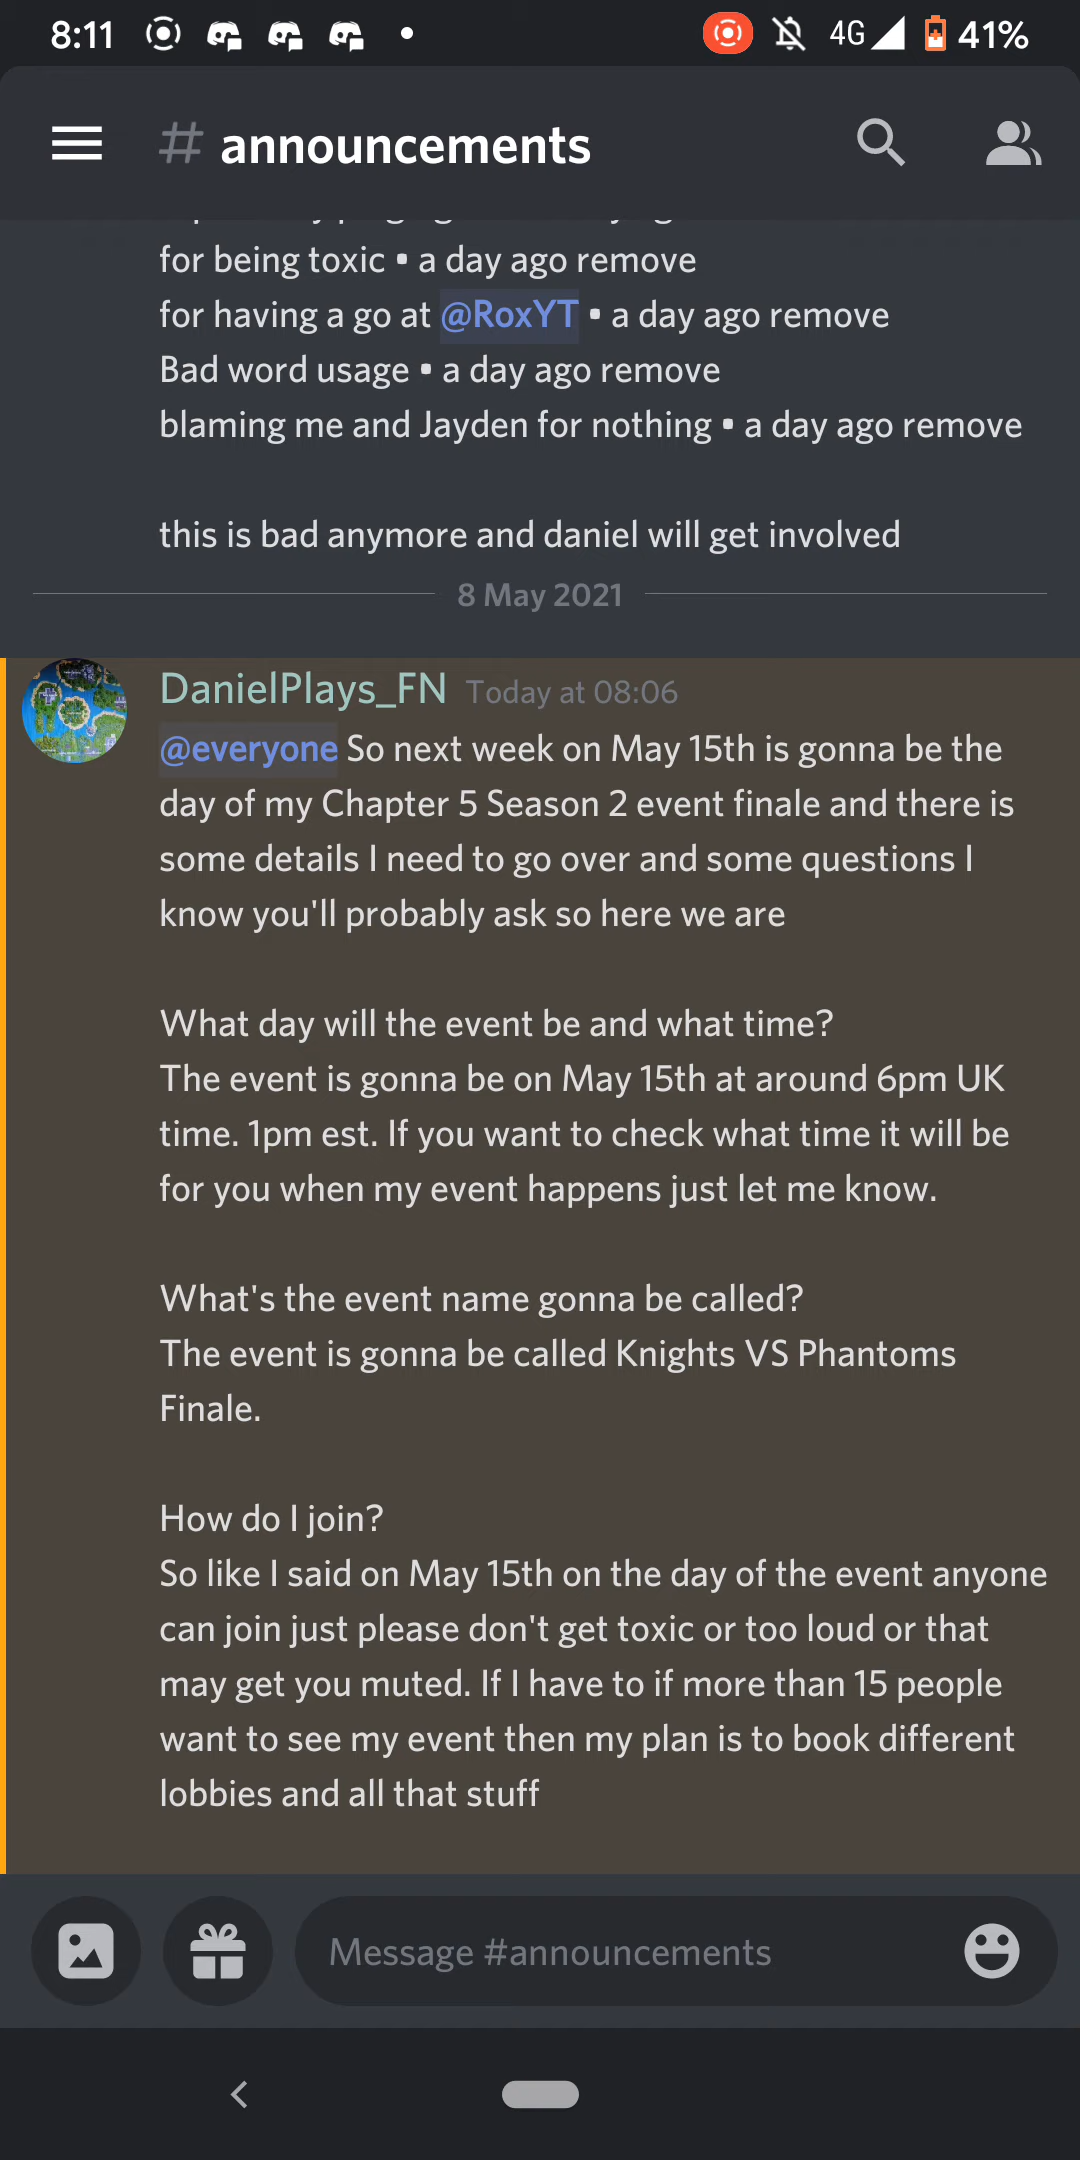 8:11
4G
41%
# announcements
for being toxic • a day ago remove
for having a go at @RoxYT • a day ago remove
Bad word usage • a day ago remove
blaming me and Jayden for nothing • a day ago remove
this is bad anymore and daniel will get involved
8 May 2021
DanielPlays_FN Today at 08:06
@everyone So next week on May 15th is gonna be the
day of my Chapter 5 Season 2 event finale and there is
some details I need to go over and some questions I
know you'll probably ask so here we are
What day will the event be and what time?
The event is gonna be on May 15th at around 6pm UK
time. 1pm est. If you want to check what time it will be
for you when my event happens just let me know.
What's the event name gonna be called?
The event is gonna be called Knights VS Phantoms
Finale.
How do I join?
So like I said on May 15th on the day of the event anyone
can join just please don't get toxic or too loud or that
may get you muted. If I have to if more than 15 people
want to see my event then my plan is to book different
lobbies and all that stuff
Message #announcements